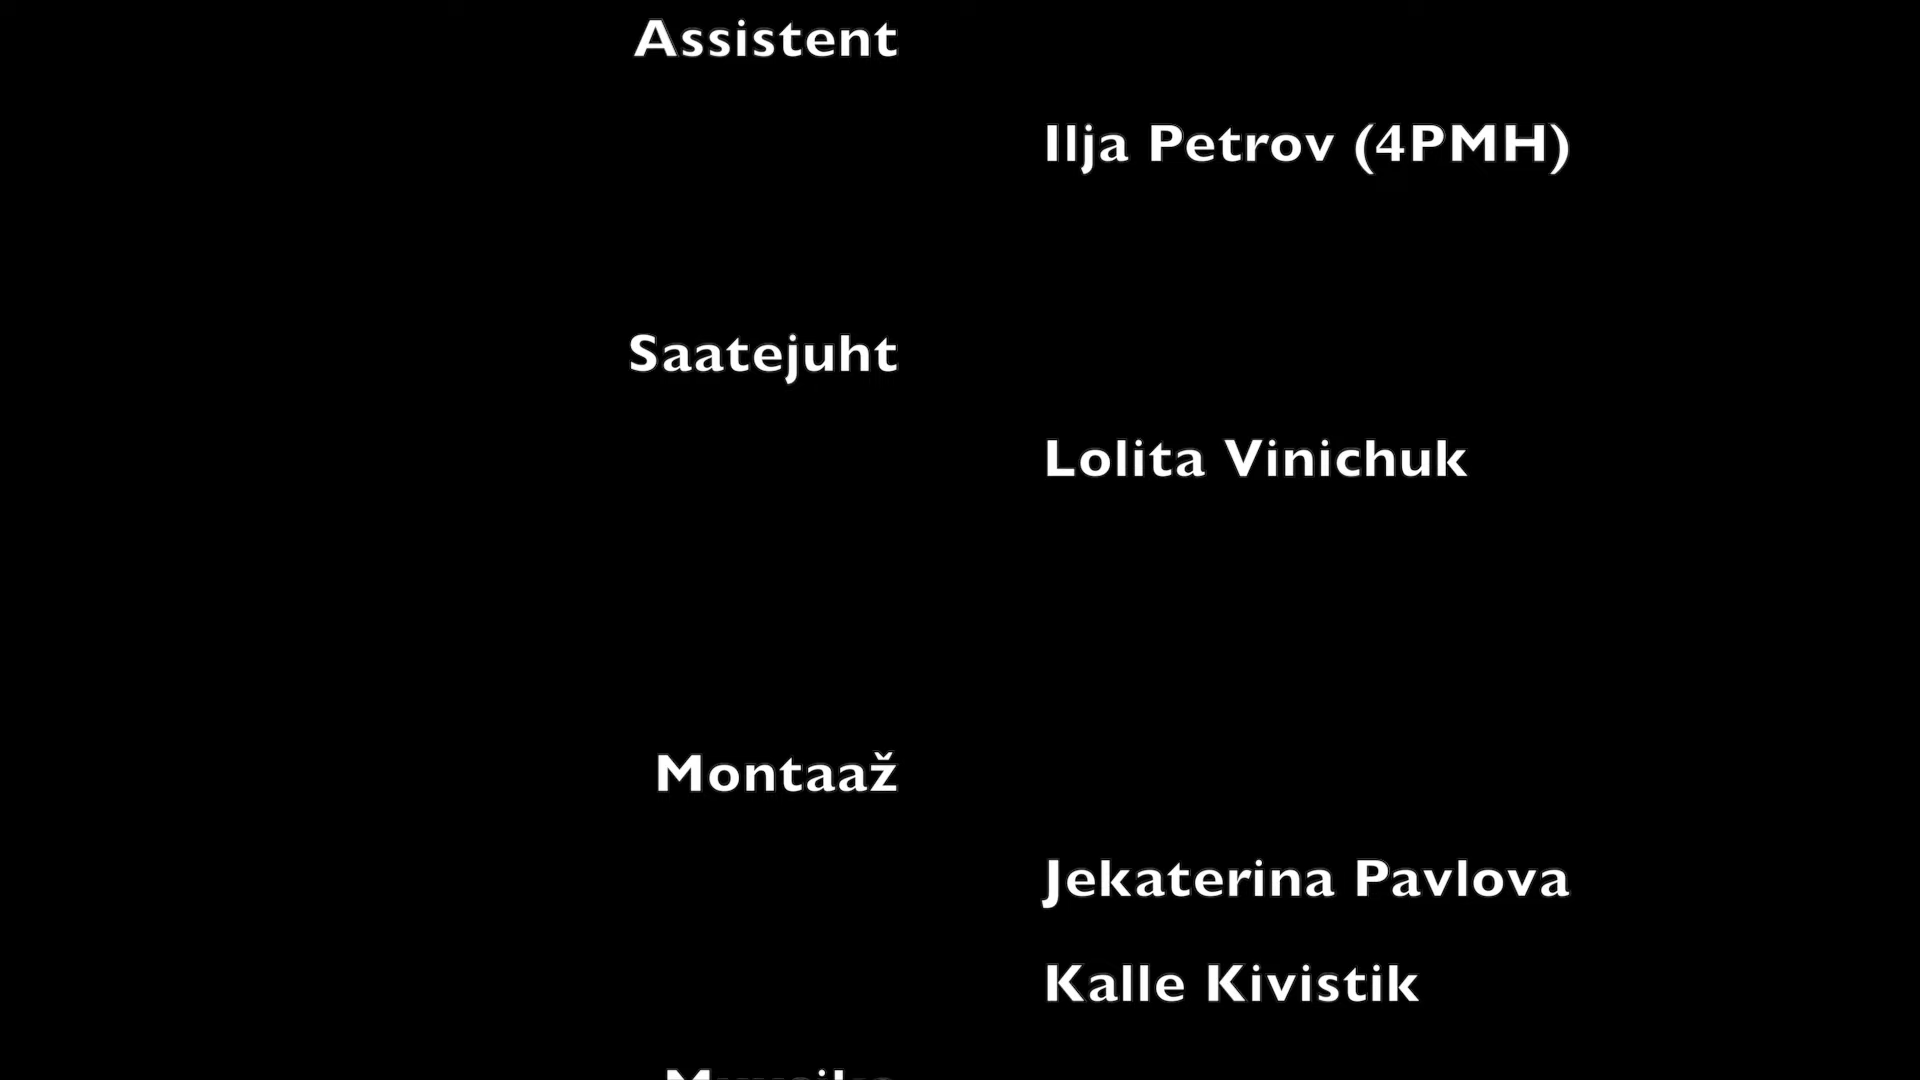 Assistent
Ilja Petrov (4PMH)
Saatejuht
Lolita Vinichuk
Montaaž
Jekaterina Pavlova
Kalle Kivistik